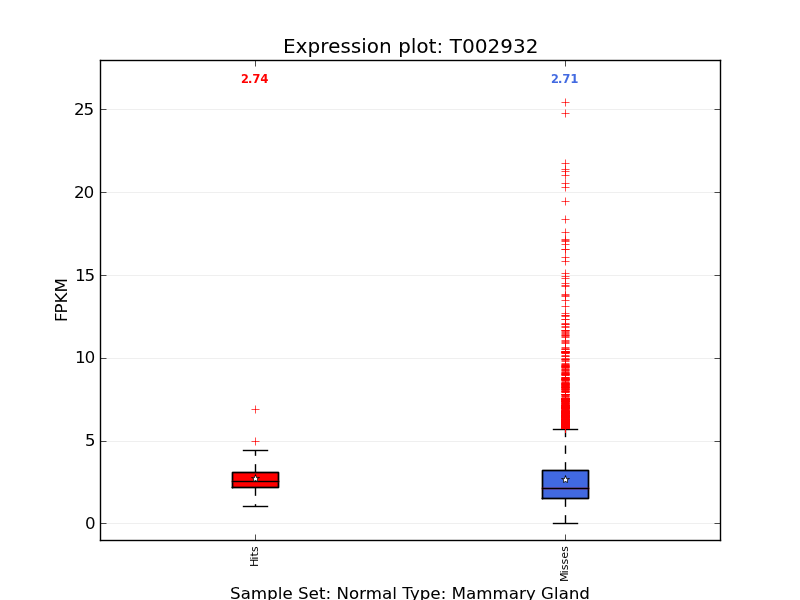 Expression plot: T002932
2.74
2.71
25
20
15
10
5
0
FPKM
Hits
Misses
Sample Set: Normal Type: Mammary Gland